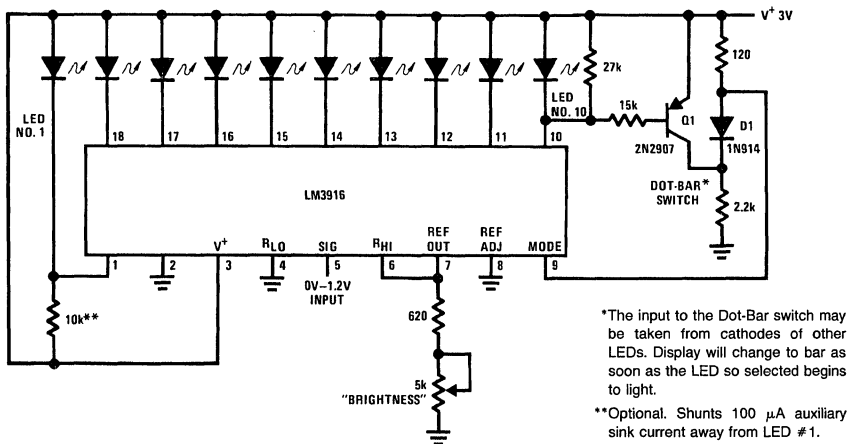 V+ 3V
120
27k
LED
NO. 1
LED
NO. 10
15k
Q1
2N2907
D1
1N914
18 17 16 15 14 13 12 11 10
DOT-BAR*
SWITCH
2.2k
LM3916
V+ RLO SIG RHI REF OUT REF ADJ MODE
1 2 3 4 5 6 7 8 9
0V–1.2V
INPUT
10k**
620
5k
"BRIGHTNESS"
*The input to the Dot-Bar switch may
be taken from cathodes of other
LEDs. Display will change to bar as
soon as the LED so selected begins
to light.
**Optional. Shunts 100 μA auxiliary
sink current away from LED #1.